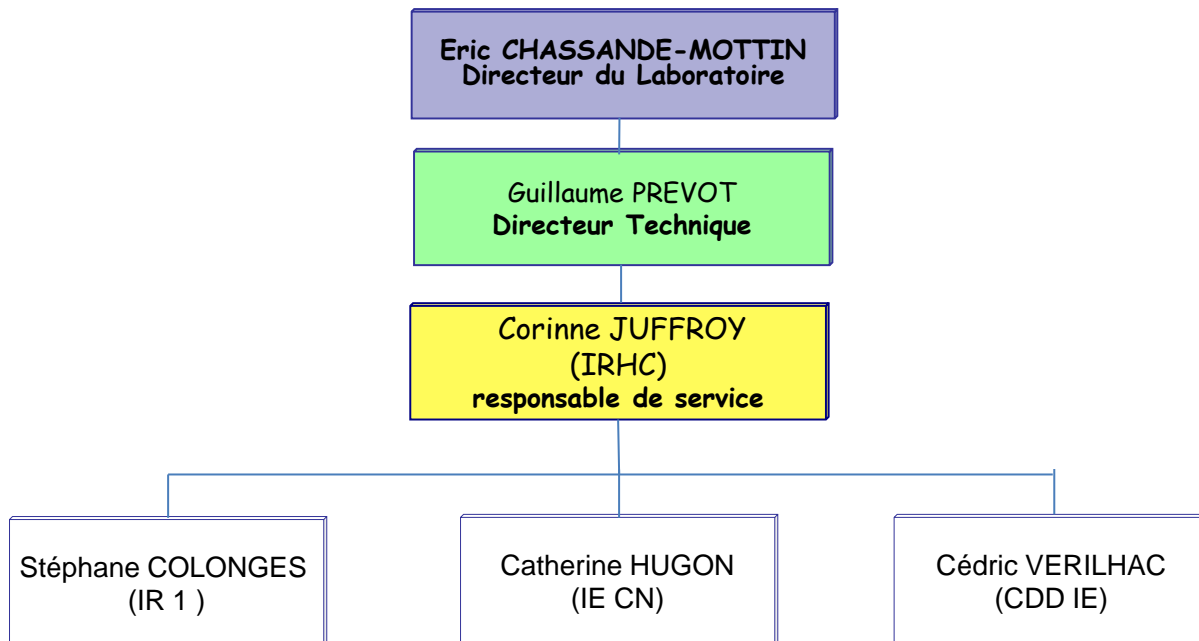 Eric CHASSANDE-MOTTIN
Directeur du Laboratoire
Guillaume PREVOT
Directeur Technique
Corinne JUFFROY
(IRHC)
responsable de service
Stéphane COLONGES
(IR 1 )
Catherine HUGON
(IE CN)
Cédric VERILHAC
(CDD IE)